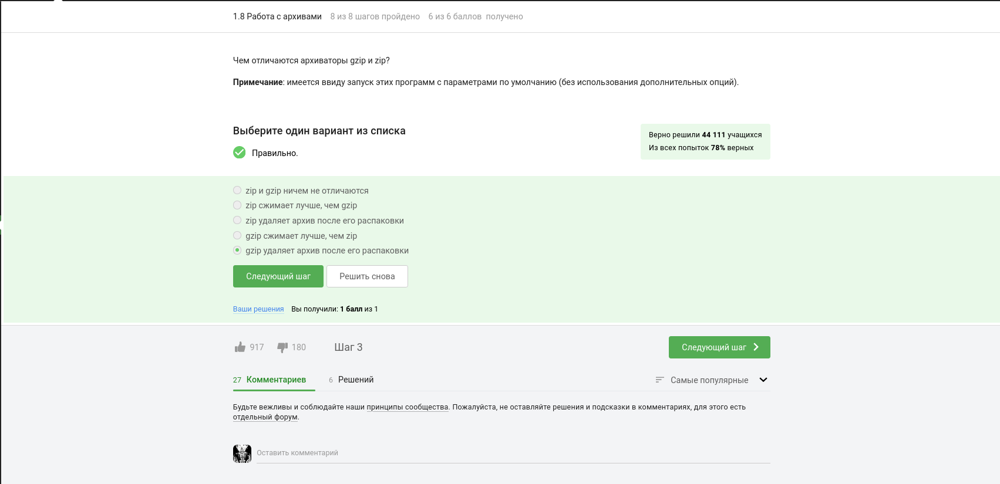 1.8 Работа с архивами 8 из 8 шагов пройдено 6 из 6 баллов получено
Чем отличаются архиваторы gzip и zip?
Примечание: имеется ввиду запуск этих программ с параметрами по умолчанию (без использования дополнительных опций).
Выберите один вариант из списка
Правильно.
Верно решили 44 111 учащихся
Из всех попыток 78% верных
zip и gzip ничем не отличаются
zip сжимает лучше, чем gzip
zip удаляет архив после его распаковки
gzip сжимает лучше, чем zip
gzip удаляет архив после его распаковки
Следующий шаг Решить снова
Ваши решения Вы получили: 1 балл из 1
917 180 Шаг 3 Следующий шаг
27 Комментариев 6 Решений Самые популярные
Будьте вежливы и соблюдайте наши принципы сообщества. Пожалуйста, не оставляйте решения и подсказки в комментариях, для этого есть
отдельный форум.
Оставить комментарий